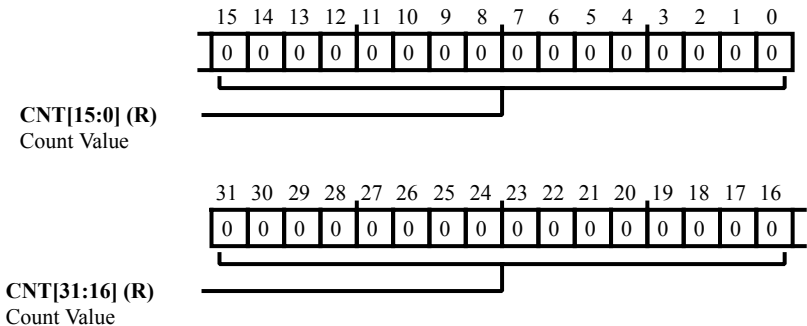 15 14 13 12 11 10 9 8 7 6 5 4 3 2 1 0
0 0 0 0 0 0 0 0 0 0 0 0 0 0 0 0
CNT[15:0] (R)
Count Value
31 30 29 28 27 26 25 24 23 22 21 20 19 18 17 16
0 0 0 0 0 0 0 0 0 0 0 0 0 0 0 0
CNT[31:16] (R)
Count Value